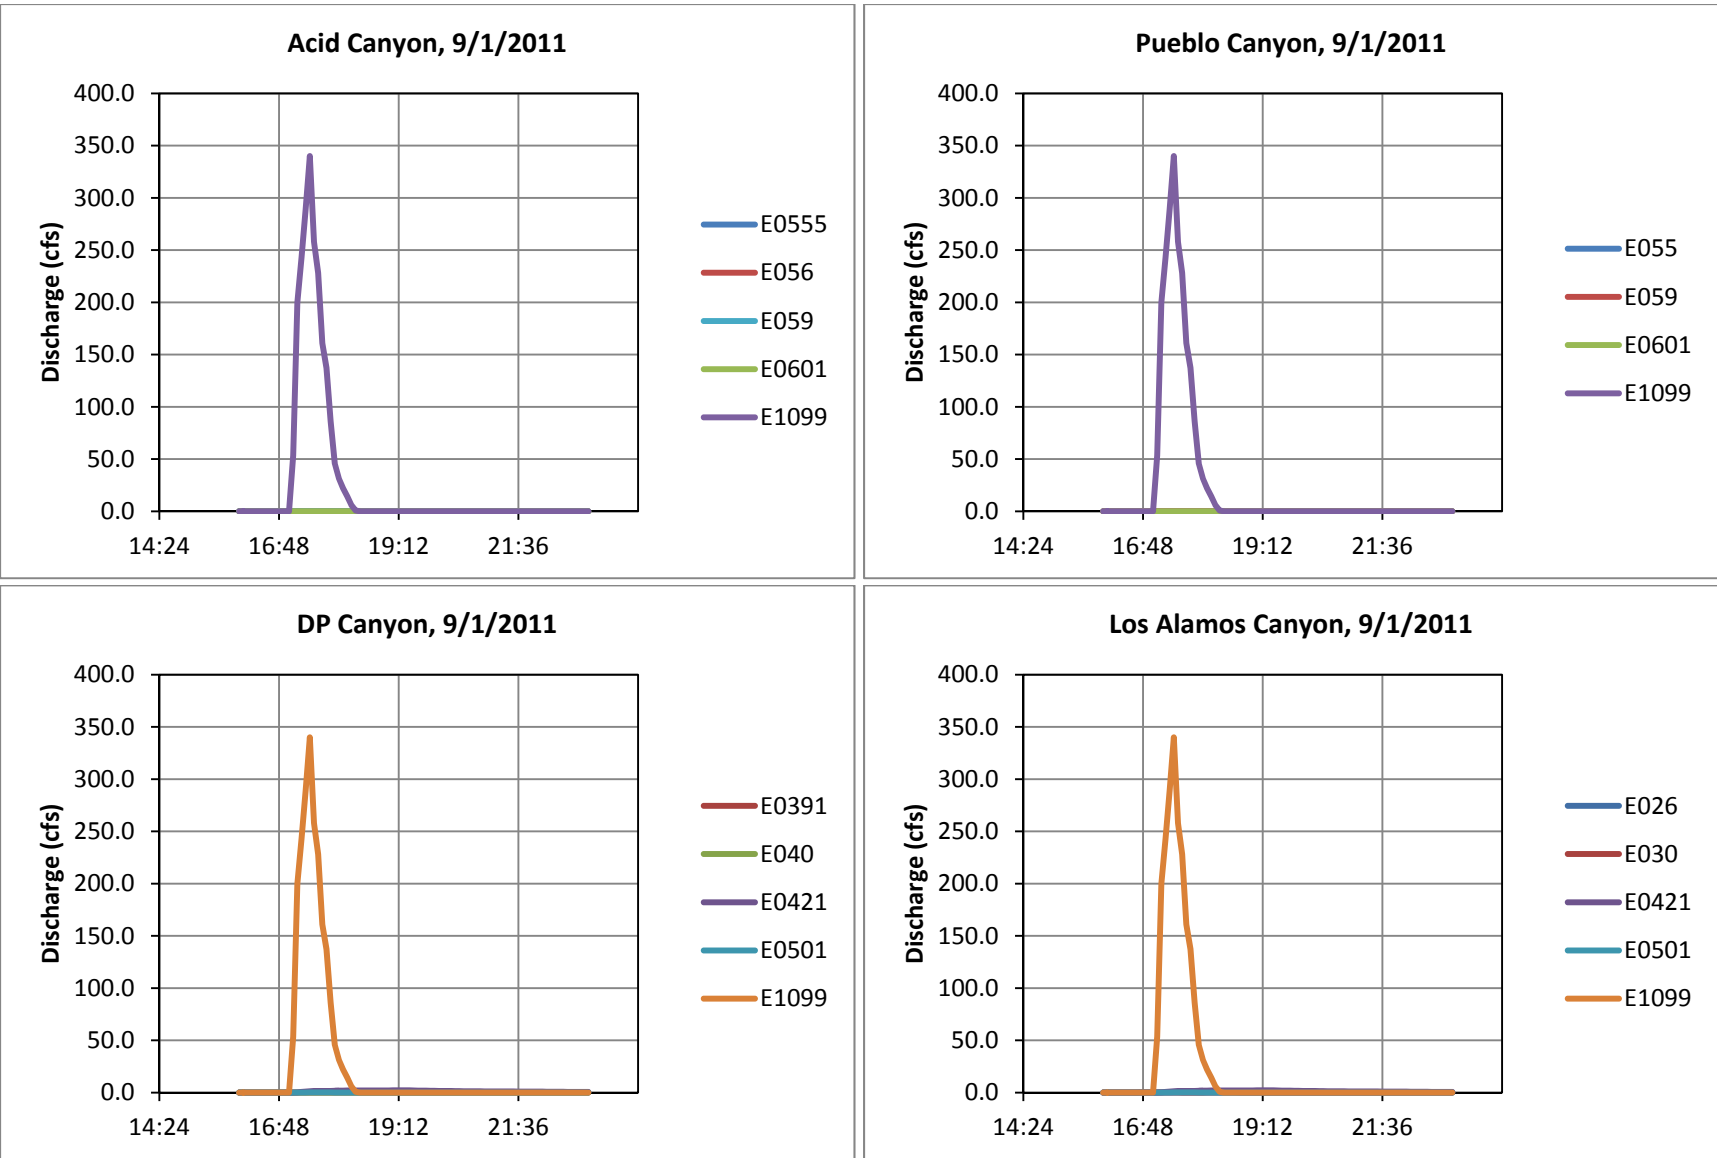 Acid Canyon, 9/1/2011
400.0
350.0
300.0
250.0
200.0
150.0
100.0
50.0
0.0
Discharge (cfs)
14:24 16:48 19:12 21:36
E0555
E056
E059
E0601
E1099
Pueblo Canyon, 9/1/2011
400.0
350.0
300.0
250.0
200.0
150.0
100.0
50.0
0.0
Discharge (cfs)
14:24 16:48 19:12 21:36
E055
E059
E0601
E1099
DP Canyon, 9/1/2011
400.0
350.0
300.0
250.0
200.0
150.0
100.0
50.0
0.0
Discharge (cfs)
14:24 16:48 19:12 21:36
E0391
E040
E0421
E0501
E1099
Los Alamos Canyon, 9/1/2011
400.0
350.0
300.0
250.0
200.0
150.0
100.0
50.0
0.0
Discharge (cfs)
14:24 16:48 19:12 21:36
E026
E030
E0421
E0501
E1099